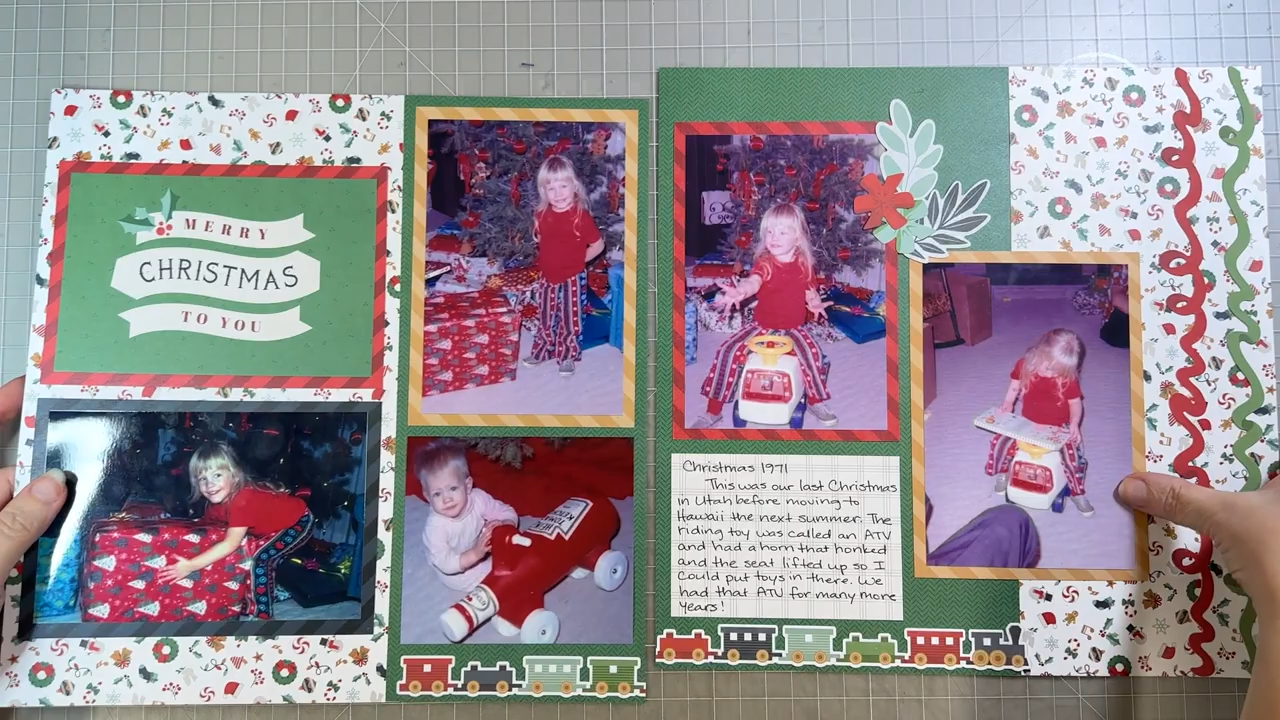 MERRY
CHRISTMAS
TO YOU
Christmas 1971
This was our last Christmas
in Utah before moving to
Hawaii the next summer. The
riding toy was called an ATV
and had a horn that honked
and the seat lifted up so I
could put toys in there. We
had that ATV for many more
years!